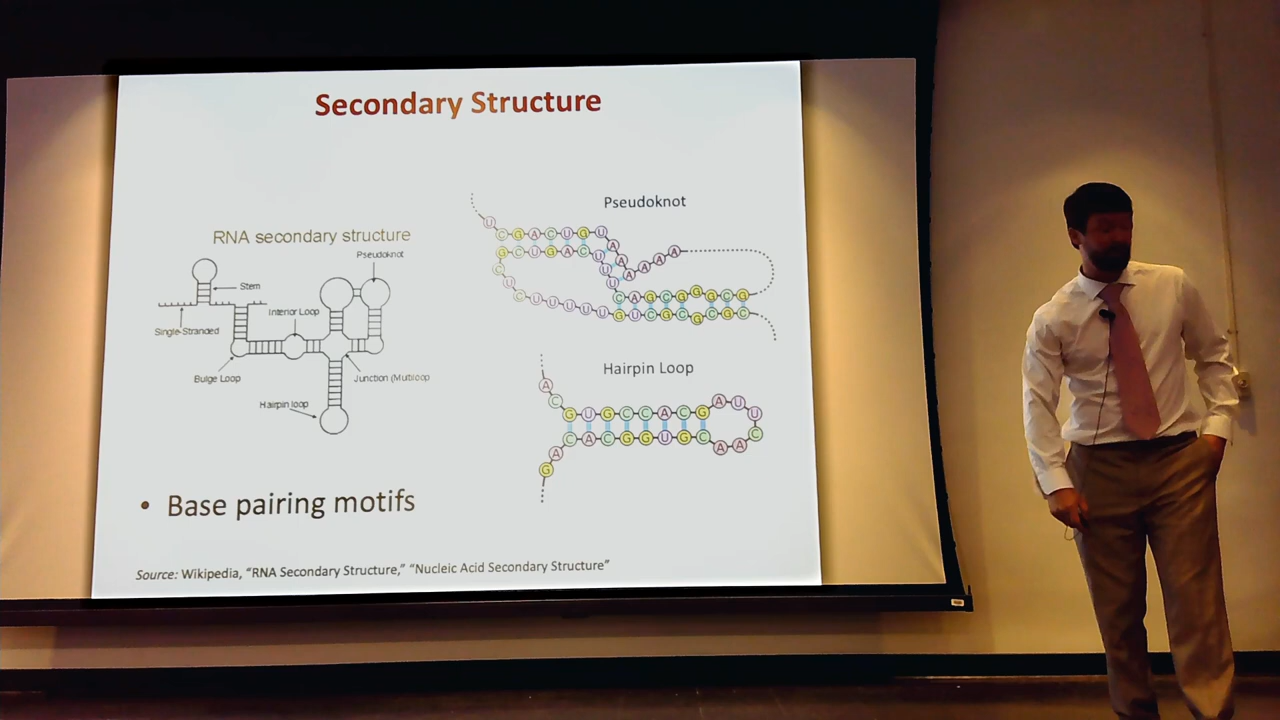 Secondary Structure
RNA secondary structure
Pseudoknot
Stem
Interior Loop
Single-Stranded
Bulge Loop
Junction (Multiloop
Hairpin loop
Pseudoknot
U C G A C U G U A A A A A A A
G C U G A C U U U
G C U C U U U U U G U C G C G C G C
C A G C G G G C G
Hairpin Loop
A C G U G C C A C G A U U C A A C G U G G C A C A G
• Base pairing motifs
Source: Wikipedia, “RNA Secondary Structure,” “Nucleic Acid Secondary Structure”